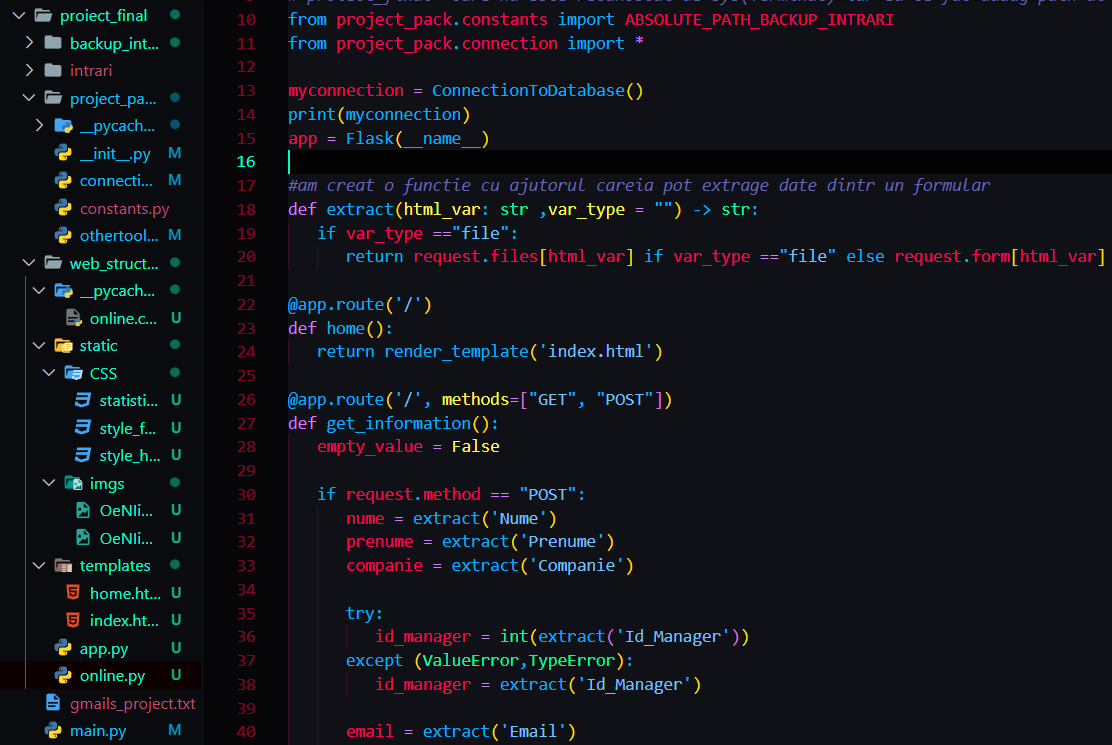 proiect_final
backup_int...
intrari
project_pa...
__pycach...
__init__.py M
connecti... M
constants.py
othertool... M
web_struct...
__pycach...
online.c... U
static
CSS
statisti... U
style_f... U
style_h... U
imgs
OeNli... U
OeNli... U
templates
home.ht... U
index.ht... U
app.py U
online.py U
gmails_project.txt
main.py M
10 from project_pack.constants import ABSOLUTE_PATH_BACKUP_INTRARI
11 from project_pack.connection import *
12
13 myconnection = ConnectionToDatabase()
14 print(myconnection)
15 app = Flask(__name__)
16
17 #am creat o functie cu ajutorul careia pot extrage date dintr un formular
18 def extract(html_var: str ,var_type = "") -> str:
19 if var_type =="file":
20 return request.files[html_var] if var_type =="file" else request.form[html_var]
21
22 @app.route('/')
23 def home():
24 return render_template('index.html')
25
26 @app.route('/', methods=["GET", "POST"])
27 def get_information():
28 empty_value = False
29
30 if request.method == "POST":
31 nume = extract('Nume')
32 prenume = extract('Prenume')
33 companie = extract('Companie')
34
35 try:
36 id_manager = int(extract('Id_Manager'))
37 except (ValueError,TypeError):
38 id_manager = extract('Id_Manager')
39
40 email = extract('Email')